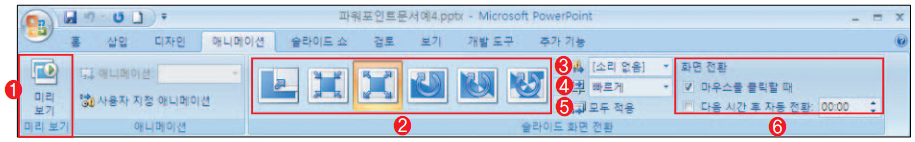 파워포인트문서예4.pptx - Microsoft PowerPoint
홈 삽입 디자인 애니메이션 슬라이드 쇼 검토 보기 개발 도구 추가 기능
1 미리 보기
미리 보기
애니메이션
사용자 지정 애니메이션
애니메이션
2
슬라이드 화면 전환
3 [소리 없음]
4 빠르게
5 모두 적용
화면 전환
마우스를 클릭할 때
다음 시간 후 자동 전환: 00:00
6